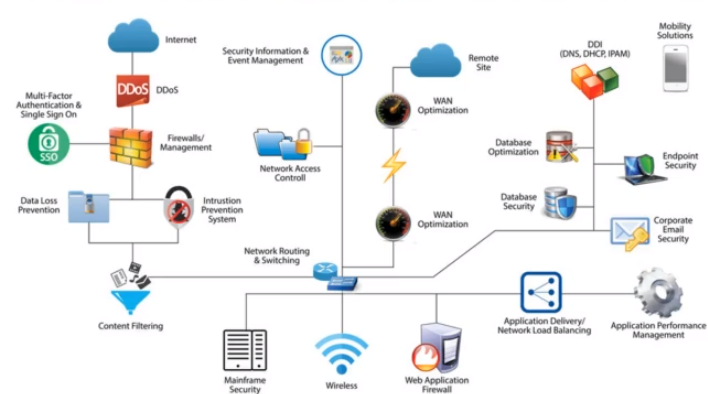 Internet
Security Information &
Event Management
Remote
Site
DDI
(DNS, DHCP, IPAM)
Mobility
Solutions
DDoS
DDoS
Multi-Factor
Authentication &
Single Sign On
SSO
Firewalls/
Management
WAN
Optimization
Network Access
Controll
Database
Optimization
Endpoint
Security
Data Loss
Prevention
Intrustion
Prevention
System
WAN
Optimization
Database
Security
Corporate
Email
Security
Network Routing
& Switching
Content Filtering
Application Delivery/
Network Load Balancing
Application Performance
Management
Mainframe
Security
Wireless
Web Application
Firewall